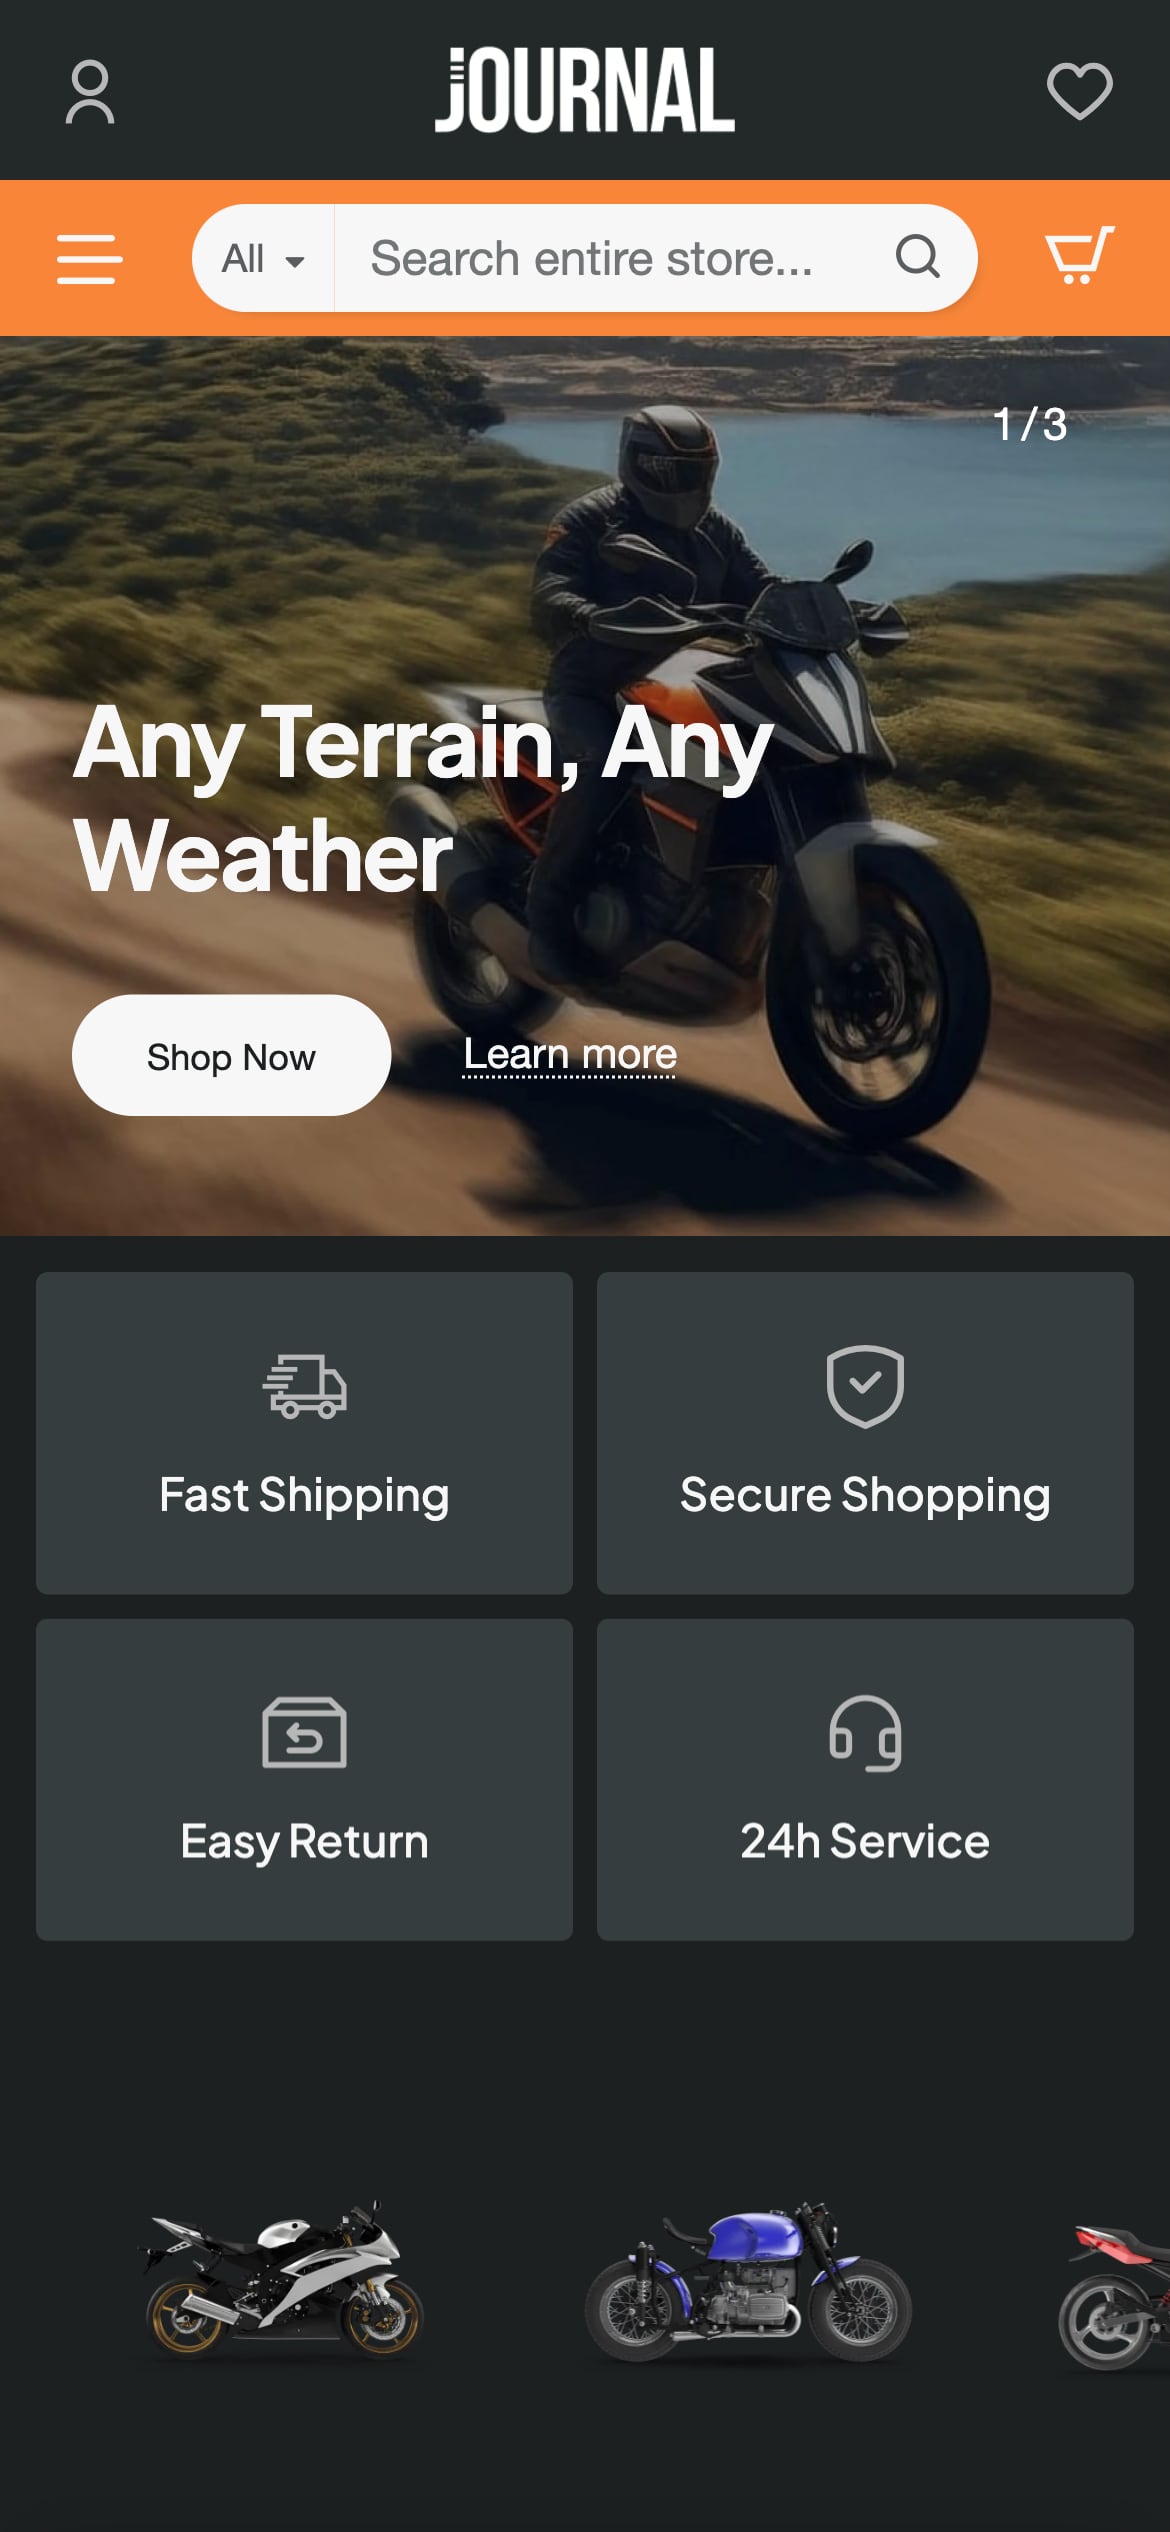 JOURNAL
All
Search entire store...
1 / 3
Any Terrain, Any
Weather
Shop Now
Learn more
Fast Shipping
Secure Shopping
Easy Return
24h Service